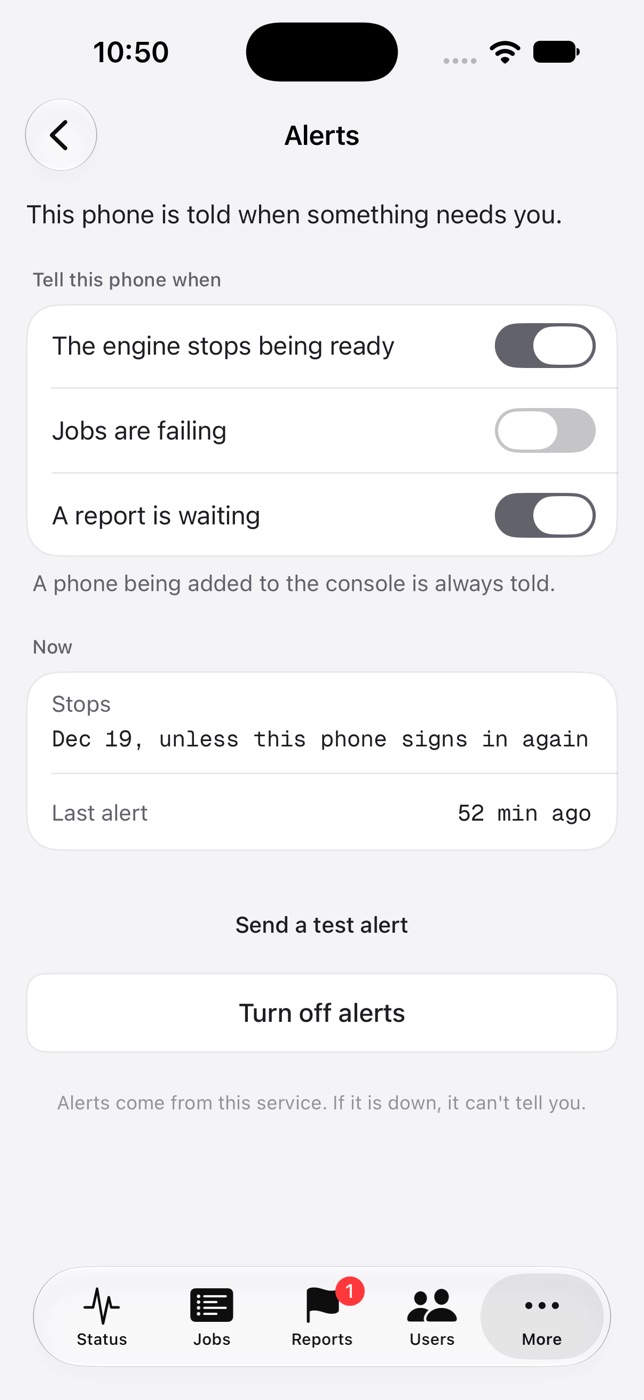 10:50
Alerts
This phone is told when something needs you.
Tell this phone when
The engine stops being ready
Jobs are failing
A report is waiting
A phone being added to the console is always told.
Now
Stops
Dec 19, unless this phone signs in again
Last alert
52 min ago
Send a test alert
Turn off alerts
Alerts come from this service. If it is down, it can't tell you.
1
Status
Jobs
Reports
Users
More